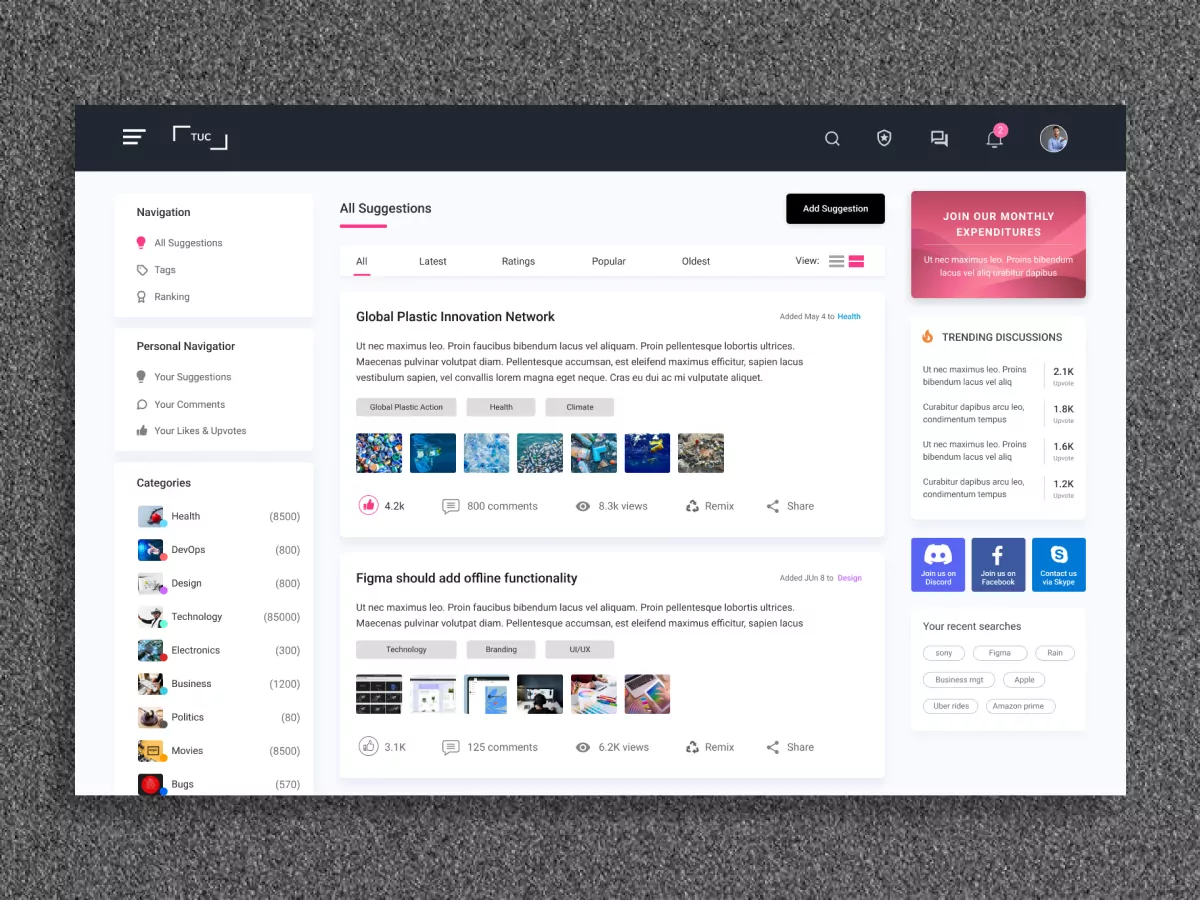 TUC
2
Navigation
All Suggestions
Tags
Ranking
Personal Navigatior
Your Suggestions
Your Comments
Your Likes & Upvotes
Categories
Health (8500)
DevOps (800)
Design (800)
Technology (85000)
Electronics (300)
Business (1200)
Politics (80)
Movies (8500)
Bugs (570)
All Suggestions
Add Suggestion
All Latest Ratings Popular Oldest View:
Global Plastic Innovation Network
Added May 4 to Health
Ut nec maximus leo. Proin faucibus bibendum lacus vel aliquam. Proin pellentesque lobortis ultrices.
Maecenas pulvinar volutpat diam. Pellentesque accumsan, est eleifend maximus efficitur, sapien lacus
vestibulum sapien, vel convallis lorem magna eget neque. Cras eu dui ac mi vulputate aliquet.
Global Plastic Action Health Climate
4.2k 800 comments 8.3k views Remix Share
Figma should add offline functionality
Added JUn 8 to Design
Ut nec maximus leo. Proin faucibus bibendum lacus vel aliquam. Proin pellentesque lobortis ultrices.
Maecenas pulvinar volutpat diam. Pellentesque accumsan, est eleifend maximus efficitur, sapien lacus
Technology Branding UI/UX
3.1K 125 comments 6.2K views Remix Share
JOIN OUR MONTHLY
EXPENDITURES
Ut nec maximus leo. Proins bibendum
lacus vel aliq urabitur dapibus
TRENDING DISCUSSIONS
Ut nec maximus leo. Proins
bibendum lacus vel aliq
2.1K
Upvote
Curabitur dapibus arcu leo,
condimentum tempus
1.8K
Upvote
Ut nec maximus leo. Proins
bibendum lacus vel aliq
1.6K
Upvote
Curabitur dapibus arcu leo,
condimentum tempus
1.2K
Upvote
Join us on
Discord
Join us on
Facebook
Contact us
via Skype
Your recent searches
sony Figma Rain
Business mgt Apple
Uber rides Amazon prime